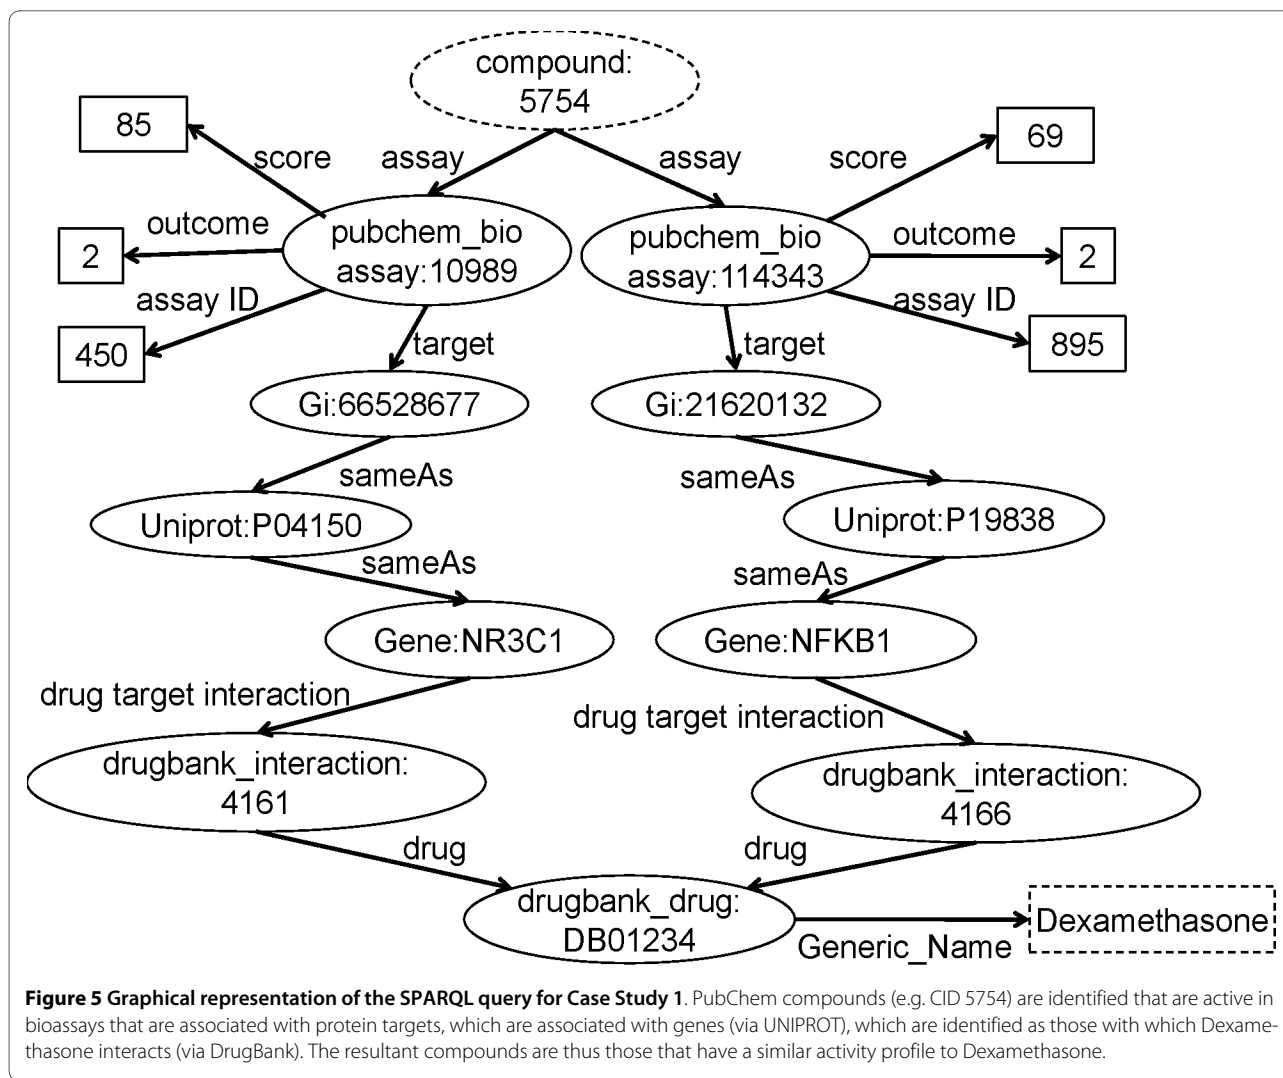 compound:
5754
85
69
score
assay
assay
score
outcome
pubchem_bio
assay:10989
pubchem_bio
assay:114343
outcome
2
2
assay ID
assay ID
450
895
target
target
Gi:66528677
Gi:21620132
sameAs
sameAs
Uniprot:P04150
Uniprot:P19838
sameAs
sameAs
Gene:NR3C1
Gene:NFKB1
drug target interaction
drug target interaction
drugbank_interaction:
4161
drugbank_interaction:
4166
drug
drug
drugbank_drug:
DB01234
Generic_Name
Dexamethasone
Figure 5 Graphical representation of the SPARQL query for Case Study 1. PubChem compounds (e.g. CID 5754) are identified that are active in
bioassays that are associated with protein targets, which are associated with genes (via UNIPROT), which are identified as those with which Dexame-
thasone interacts (via DrugBank). The resultant compounds are thus those that have a similar activity profile to Dexamethasone.